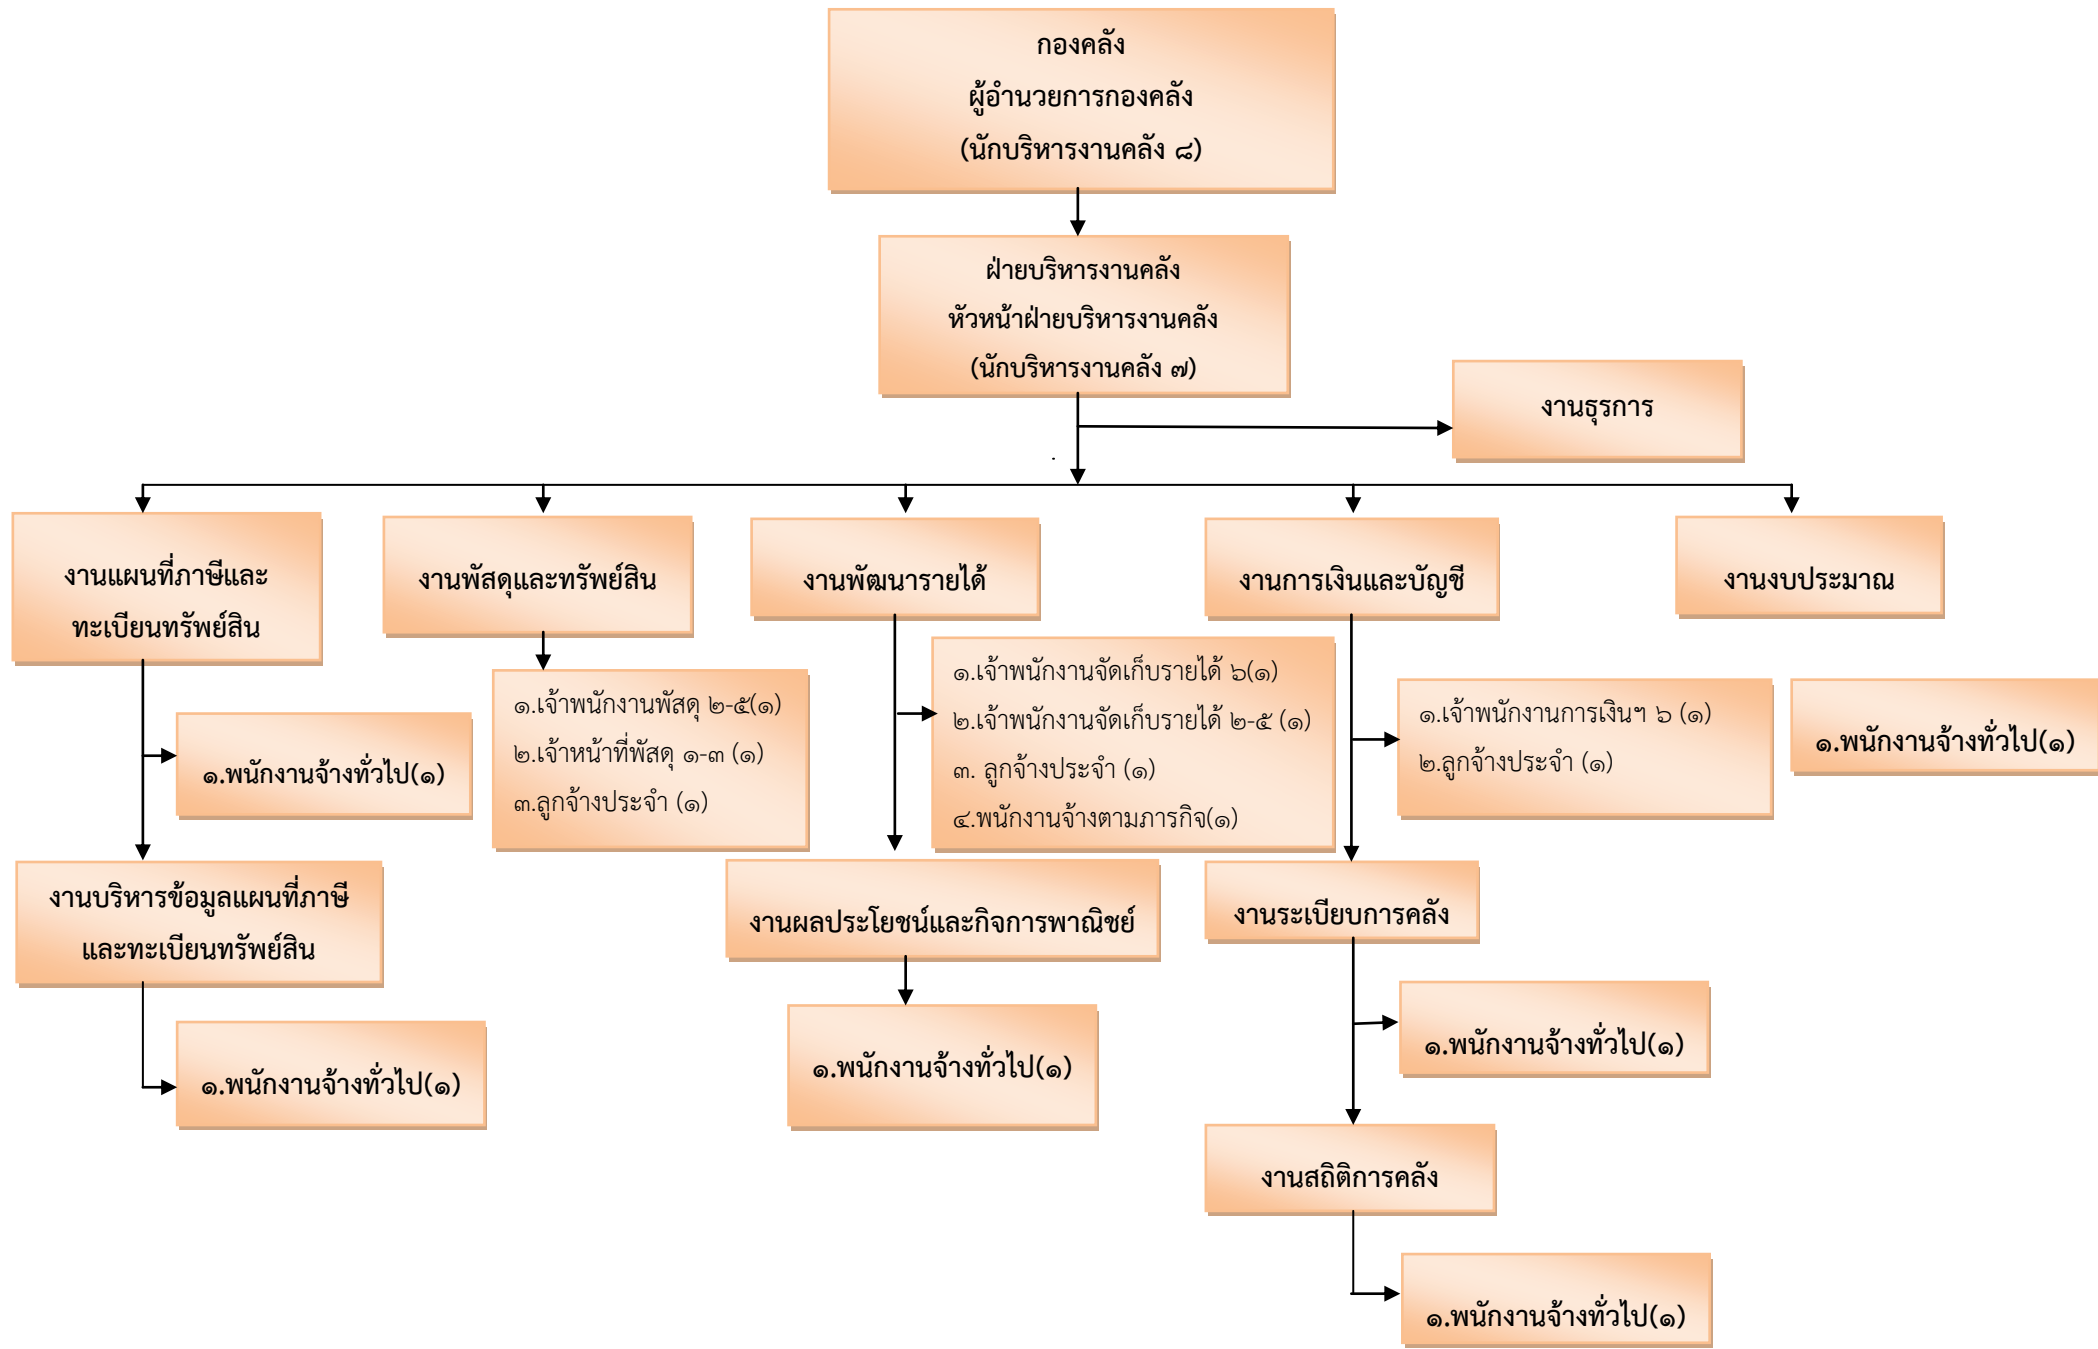 กองคลัง
ผู้อำนวยการกองคลัง
(นักบริหารงานคลัง ๘)
ฝ่ายบริหารงานคลัง
หัวหน้าฝ่ายบริหารงานคลัง
(นักบริหารงานคลัง ๗)
งานธุรการ
งานแผนที่ภาษีและ
ทะเบียนทรัพย์สิน
งานพัสดุและทรัพย์สิน
งานพัฒนารายได้
งานการเงินและบัญชี
งานงบประมาณ
๑.พนักงานจ้างทั่วไป(๑)
๑.เจ้าพนักงานพัสดุ ๒-๕(๑)
๒.เจ้าหน้าที่พัสดุ ๑-๓ (๑)
๓.ลูกจ้างประจำ (๑)
๑.เจ้าพนักงานจัดเก็บรายได้ ๖(๑)
๒.เจ้าพนักงานจัดเก็บรายได้ ๒-๕ (๑)
๓. ลูกจ้างประจำ (๑)
๔.พนักงานจ้างตามภารกิจ(๑)
๑.เจ้าพนักงานการเงินฯ ๖ (๑)
๒.ลูกจ้างประจำ (๑)
๑.พนักงานจ้างทั่วไป(๑)
งานบริหารข้อมูลแผนที่ภาษี
และทะเบียนทรัพย์สิน
งานผลประโยชน์และกิจการพาณิชย์
งานระเบียบการคลัง
๑.พนักงานจ้างทั่วไป(๑)
๑.พนักงานจ้างทั่วไป(๑)
๑.พนักงานจ้างทั่วไป(๑)
งานสถิติการคลัง
๑.พนักงานจ้างทั่วไป(๑)